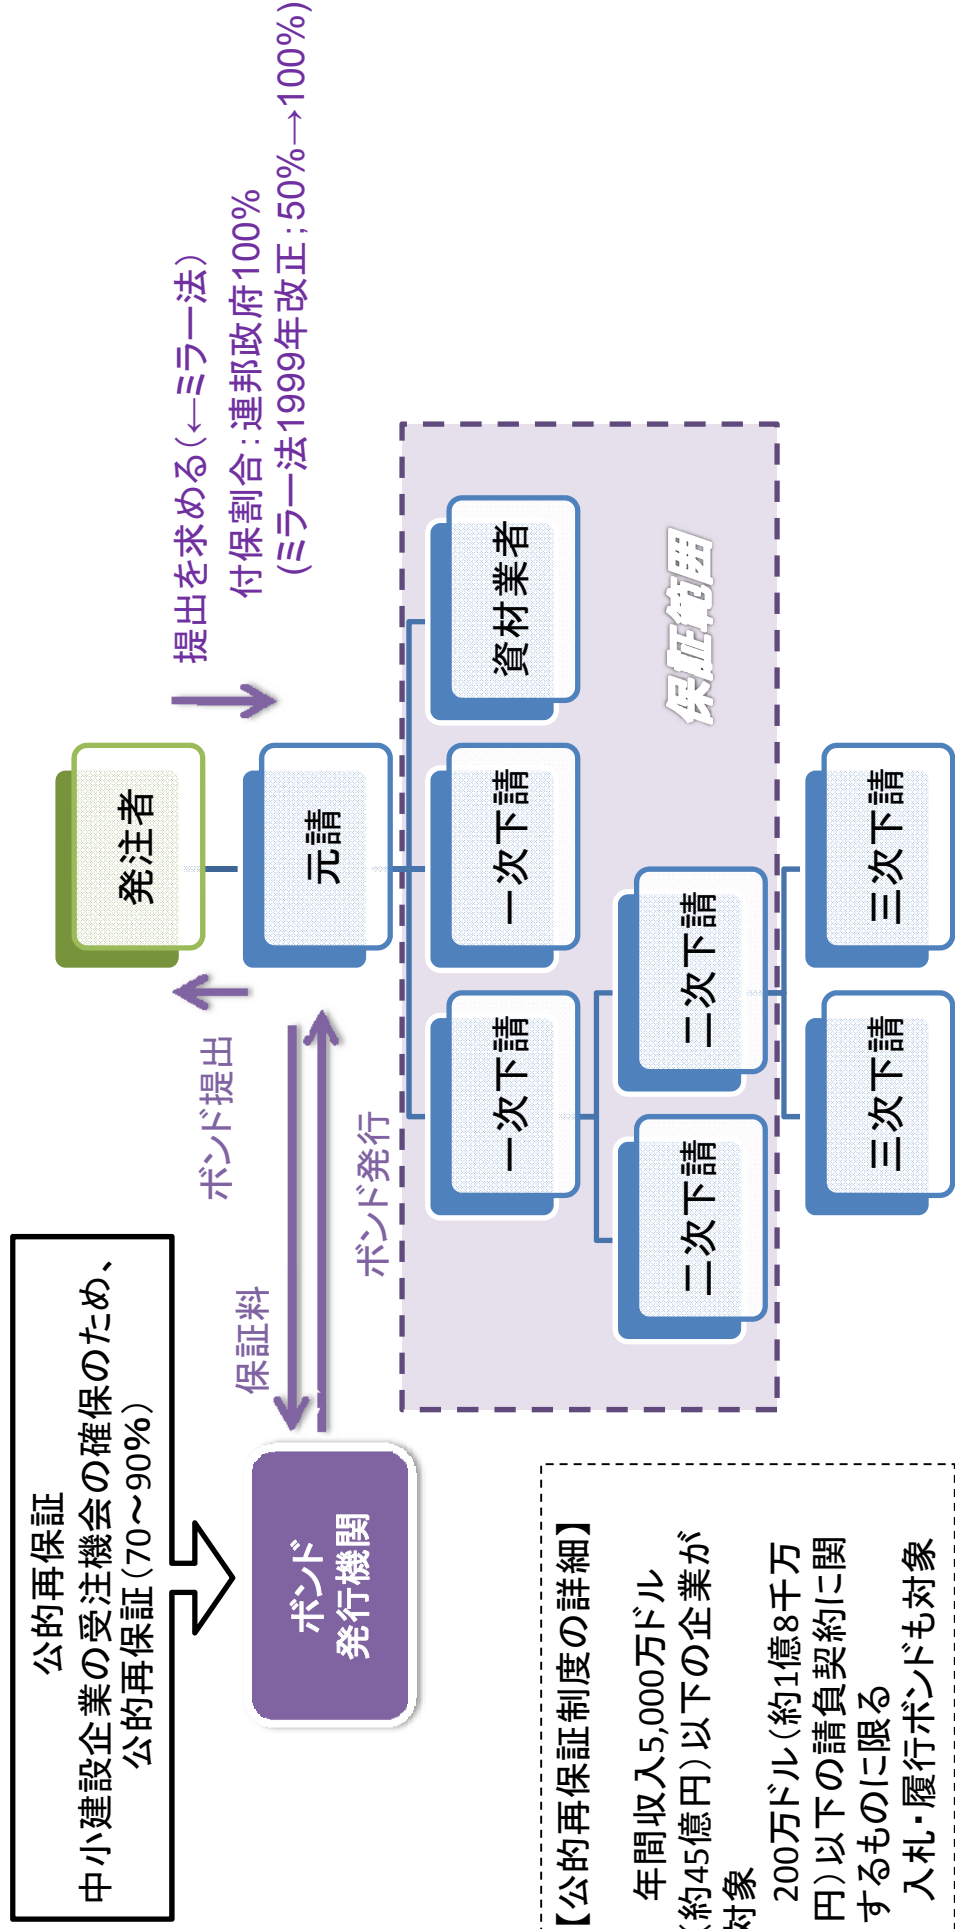 公的再保証
中小建設企業の受注機会の確保のため、
公的再保証（70～90％）
ボンド
発行機関
保証料
ボンド発行
ボンド提出
提出を求める（←ミラー法）
付保割合：連邦政府100%
（ミラー法1999年改正；50%→100%）
発注者
元請
一次下請
一次下請
資材業者
二次下請
二次下請
保証範囲
三次下請
三次下請
【公的再保証制度の詳細】
年間収入5,000万ドル
（約45億円）以下の企業が
対象
200万ドル（約1億8千万
円）以下の請負契約に関
するものに限る
入札・履行ボンドも対象